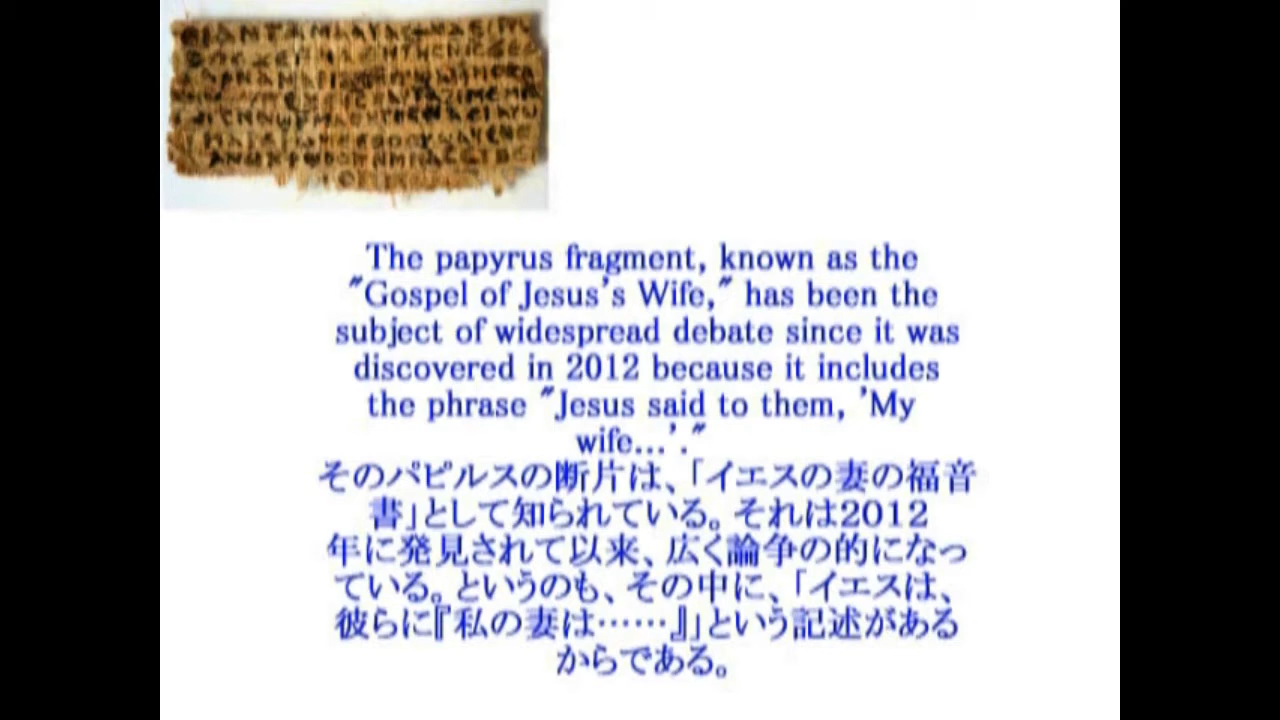 The papyrus fragment, known as the
"Gospel of Jesus's Wife," has been the
subject of widespread debate since it was
discovered in 2012 because it includes
the phrase "Jesus said to them, 'My
wife...'."
そのパピルスの断片は、「イエスの妻の福音
書」として知られている。それは2012
年に発見されて以来、広く論争の的になっ
ている。というのも、その中に、「イエスは、
彼らに『私の妻は……』」という記述がある
からである。